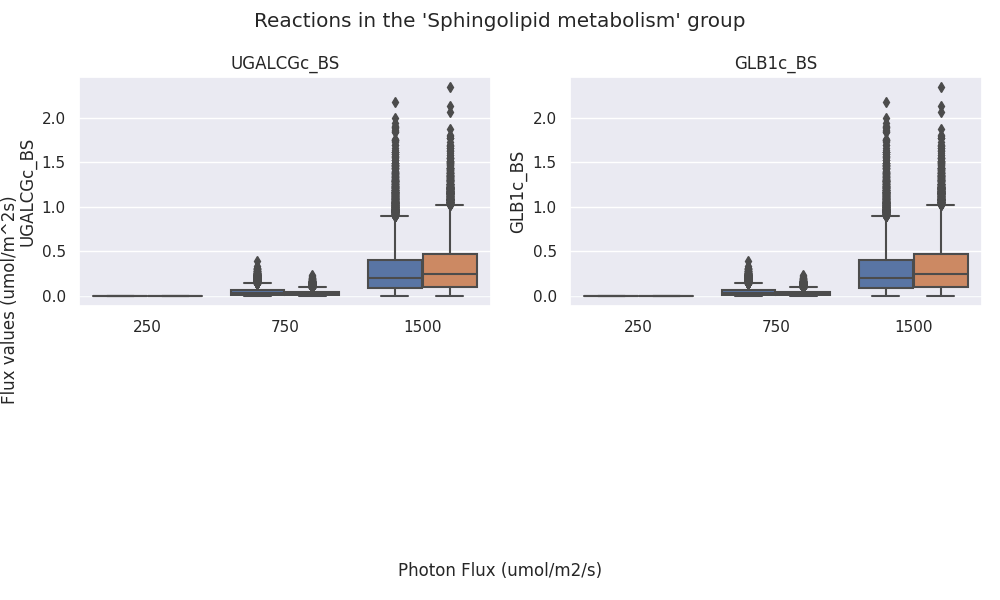 Reactions in the 'Sphingolipid metabolism' group
UGALCGc_BS
GLB1c_BS
Flux values (umol/m^2s)
UGALCGc_BS
2.0
1.5
1.0
0.5
0.0
250
750
1500
GLB1c_BS
2.0
1.5
1.0
0.5
0.0
250
750
1500
Photon Flux (umol/m2/s)